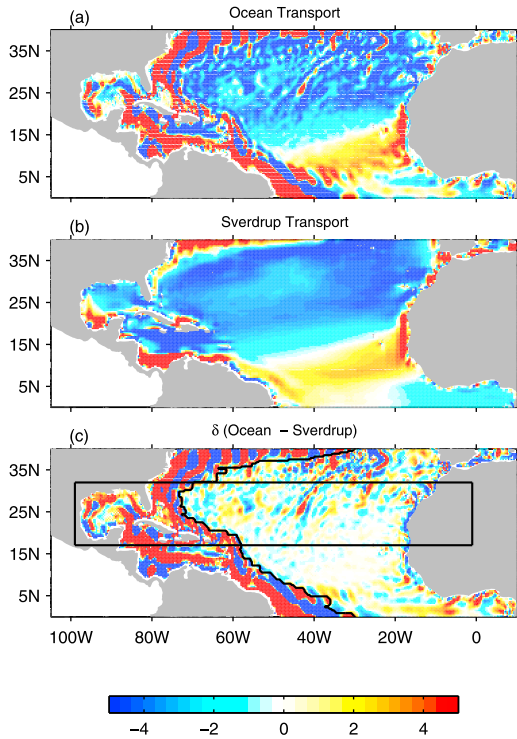 (a) Ocean Transport
35N
25N
15N
5N
(b) Sverdrup Transport
35N
25N
15N
5N
(c) δ (Ocean − Sverdrup)
35N
25N
15N
5N
100W 80W 60W 40W 20W 0
−4 −2 0 2 4